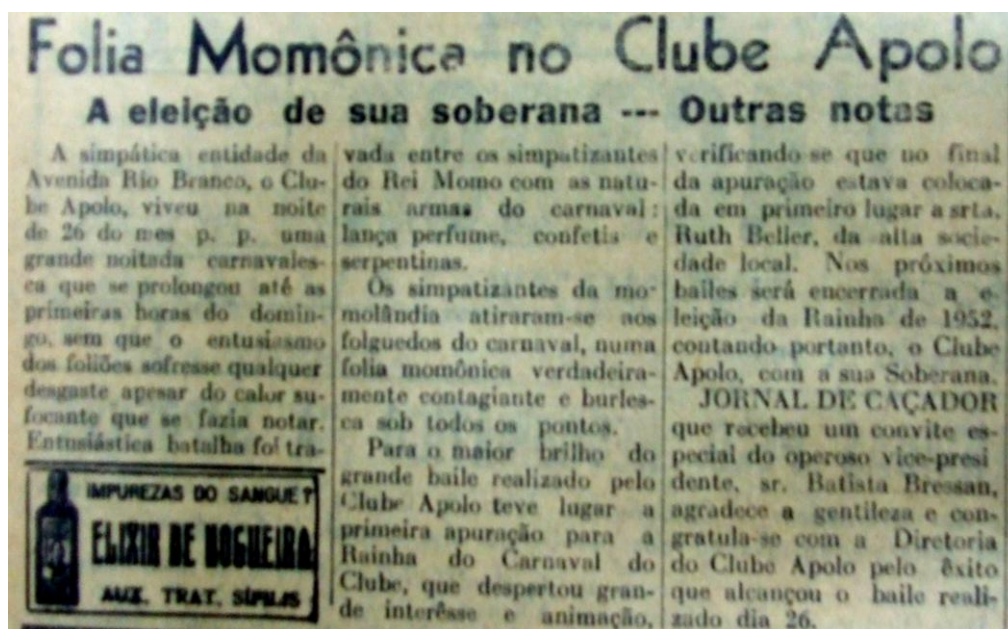 Folia Momônica no Clube Apolo
A eleição de sua soberana --- Outras notas
A simpática entidade da
Avenida Rio Branco, o Clu-
be Apolo, viveu na noite
de 26 do mes p. p. uma
grande noitada carnavales-
ca que se prolongou até as
primeiras horas do domin-
go, sem que o entusiasmo
dos foliões sofresse qualquer
desgaste apesar do calor su-
focante que se fazia notar.
Entusiástica batalha foi tra-
vada entre os simpatizantes
do Rei Momo com as natu-
rais armas do carnaval:
lança perfume, confetis e
serpentinas.
Os simpatizantes da mo-
molândia atiraram-se aos
folguedos do carnaval, numa
folia momônica verdadeira-
mente contagiante e burles-
ca sob todos os pontos.
Para o maior brilho do
grande baile realizado pelo
Clube Apolo teve lugar a
primeira apuração para a
Rainha do Carnaval do
Clube, que despertou gran-
de interêsse e animação,
verificando-se que no final
da apuração estava coloca-
da em primeiro lugar a srta.
Ruth Beller, da alta socie-
dade local. Nos próximos
bailes será encerrada a e-
leição da Rainha de 1952,
contando portanto, o Clube
Apolo, com a sua Soberana.
JORNAL DE CAÇADOR
que recebeu um convite es-
pecial do operoso vice-presi
dente, sr. Batista Bressan,
agradece a gentileza e con-
gratula-se com a Diretoria
do Clube Apolo pelo êxito
que alcançou o baile reali-
zado dia 26.
IMPUREZAS DO SANGUE?
ELIXIR DE NOGUEIRA
AUX. TRAT. SÍFILIS